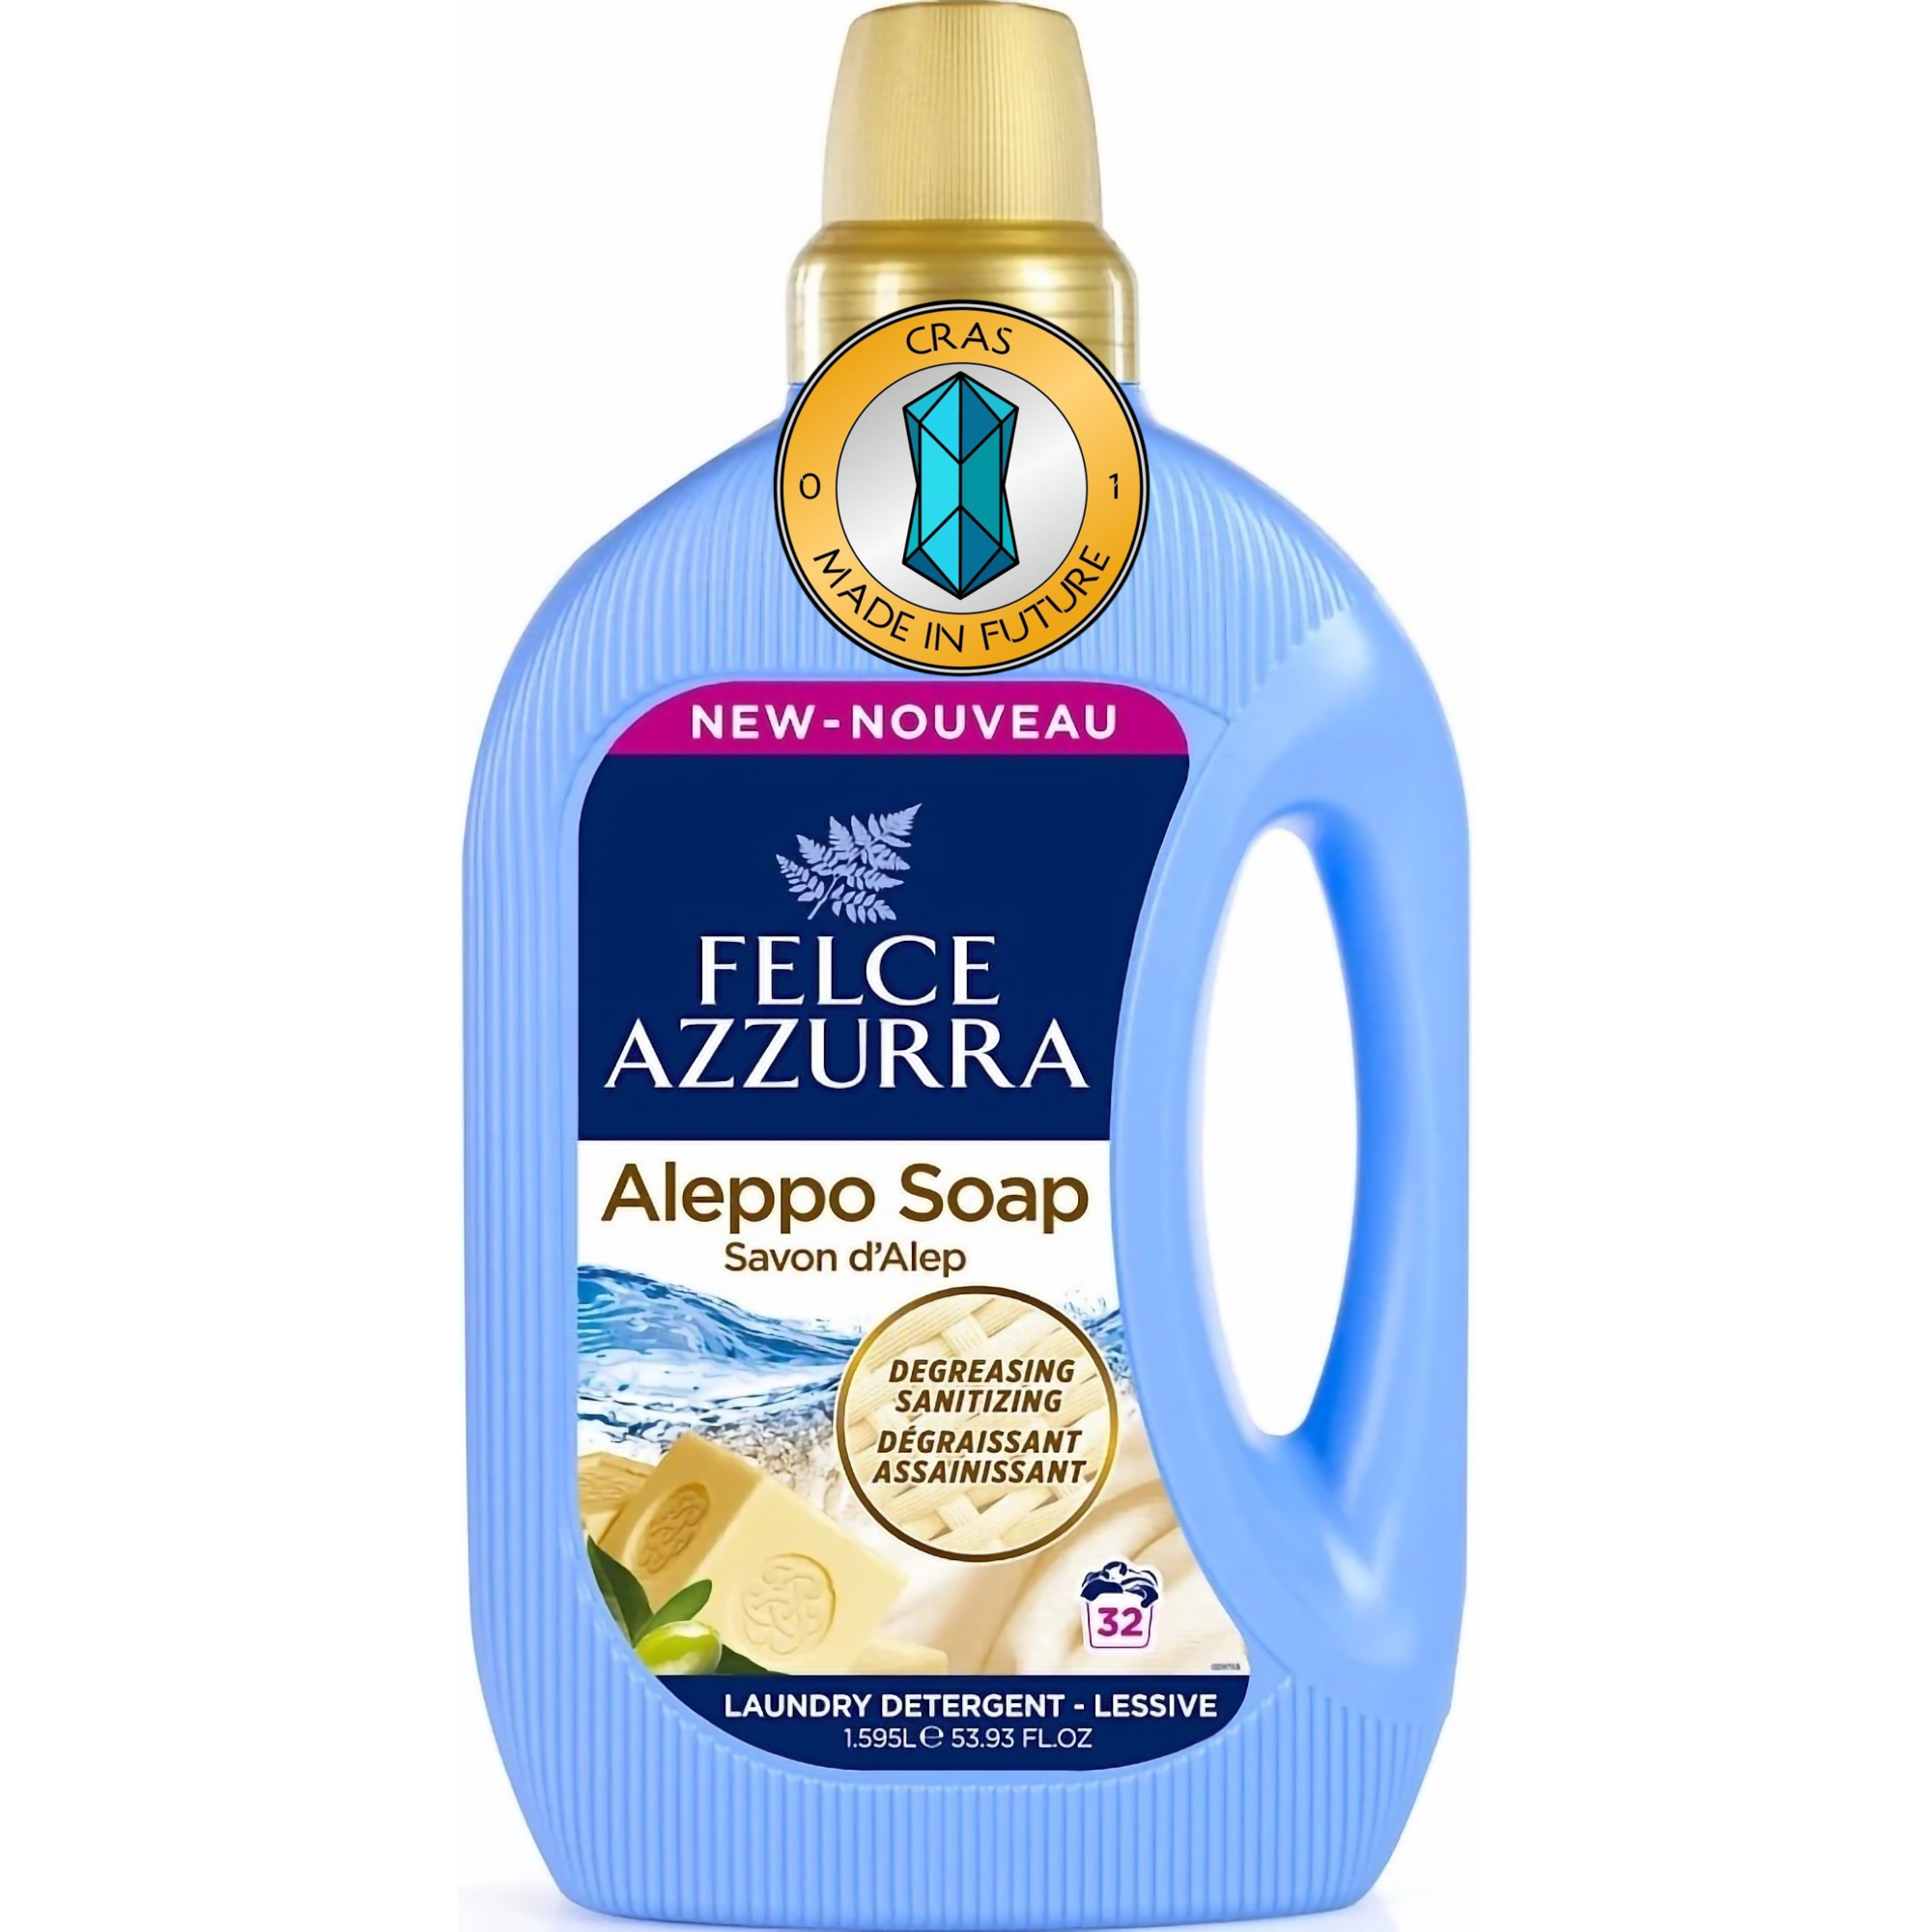 CRAS
0 1
MADE IN FUTURE
NEW-NOUVEAU
FELCE
AZZURRA
Aleppo Soap
Savon d'Alep
DEGREASING
SANITIZING
DÉGRAISSANT
ASSAINISSANT
32
LAUNDRY DETERGENT - LESSIVE
1.595L℮ 53.93 FL.OZ